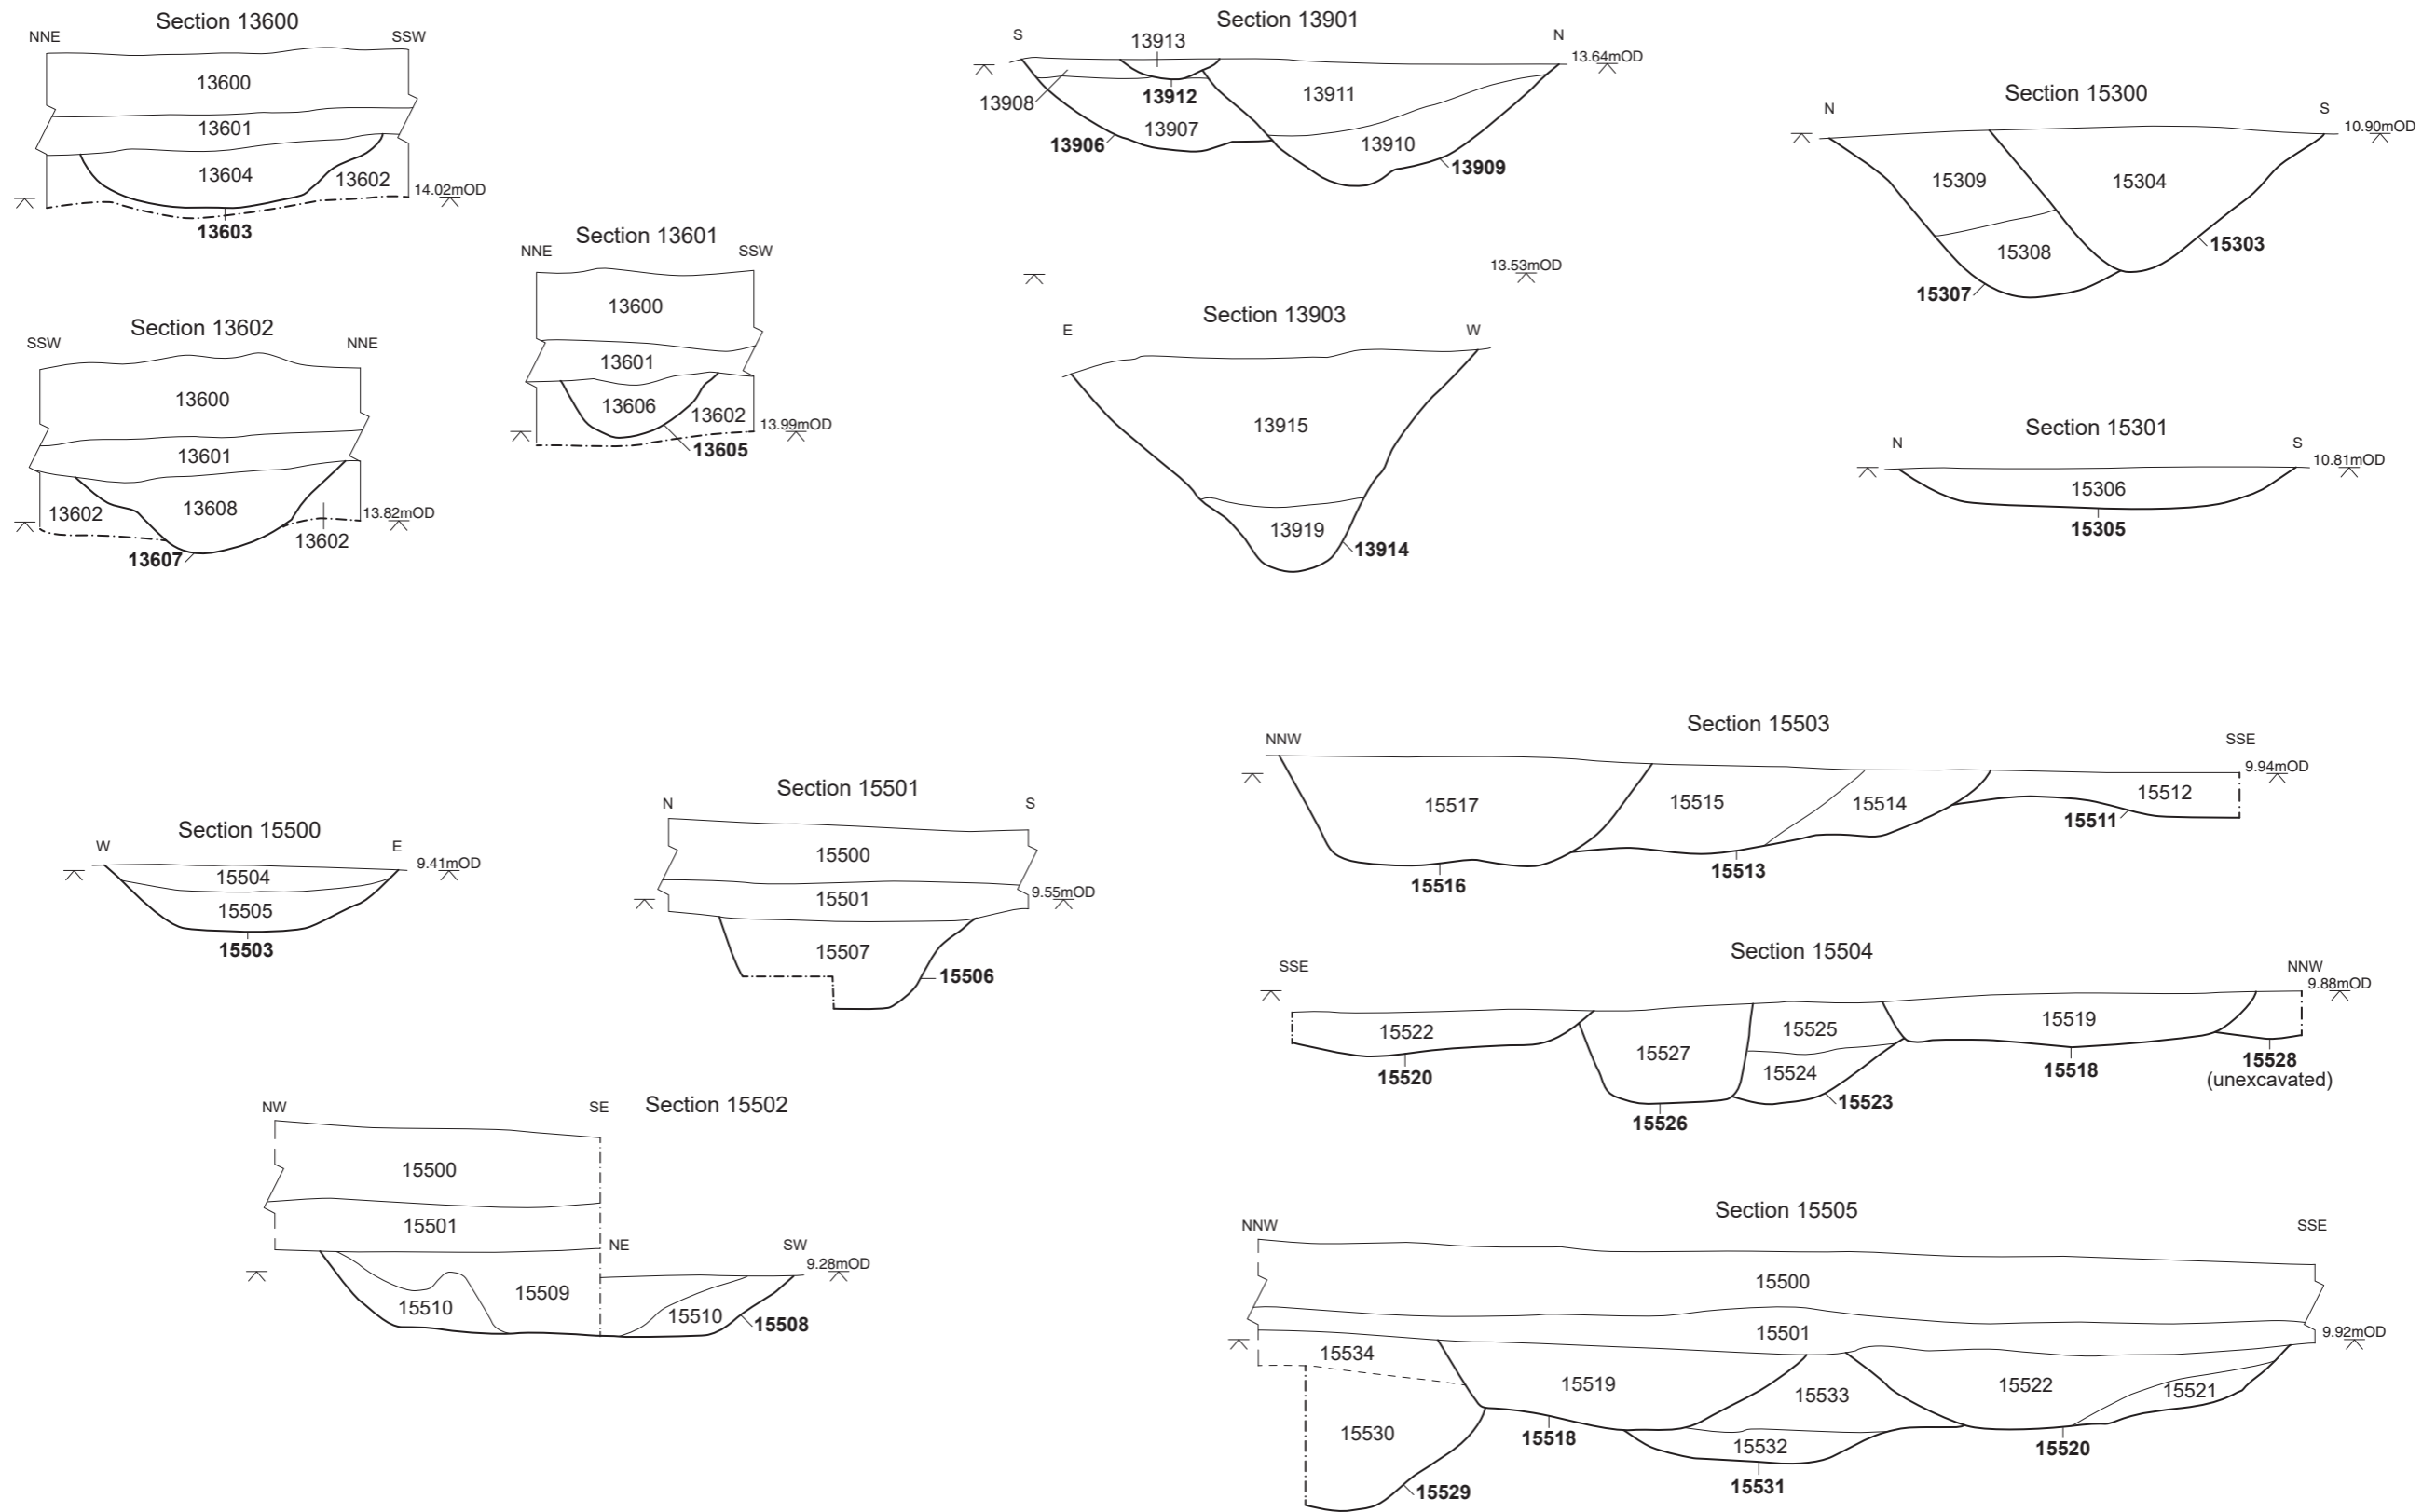 Section 13600
NNE
SSW
13600
13601
13604
13602
14.02mOD
13603
Section 13601
NNE
SSW
13600
13601
13606
13602
13.99mOD
13605
Section 13602
SSW
NNE
13600
13601
13602
13608
13.82mOD
13602
13607
Section 13901
S
N
13913
13.64mOD
13908
13912
13911
13907
13906
13910
13909
Section 13903
13.53mOD
E
W
13915
13919
13914
Section 15300
N
S
10.90mOD
15309
15304
15308
15303
15307
Section 15301
N
S
10.81mOD
15306
15305
Section 15500
W
E
9.41mOD
15504
15505
15503
Section 15501
N
S
15500
15501
9.55mOD
15507
15506
Section 15502
NW
SE
15500
15501
NE
SW
9.28mOD
15509
15510
15510
15508
Section 15503
NNW
SSE
9.94mOD
15517
15515
15514
15512
15511
15513
15516
Section 15504
SSE
NNW
9.88mOD
15522
15527
15525
15519
15524
15520
15526
15523
15518
15528
(unexcavated)
Section 15505
NNW
SSE
15500
15501
9.92mOD
15534
15519
15533
15522
15521
15530
15518
15532
15520
15529
15531